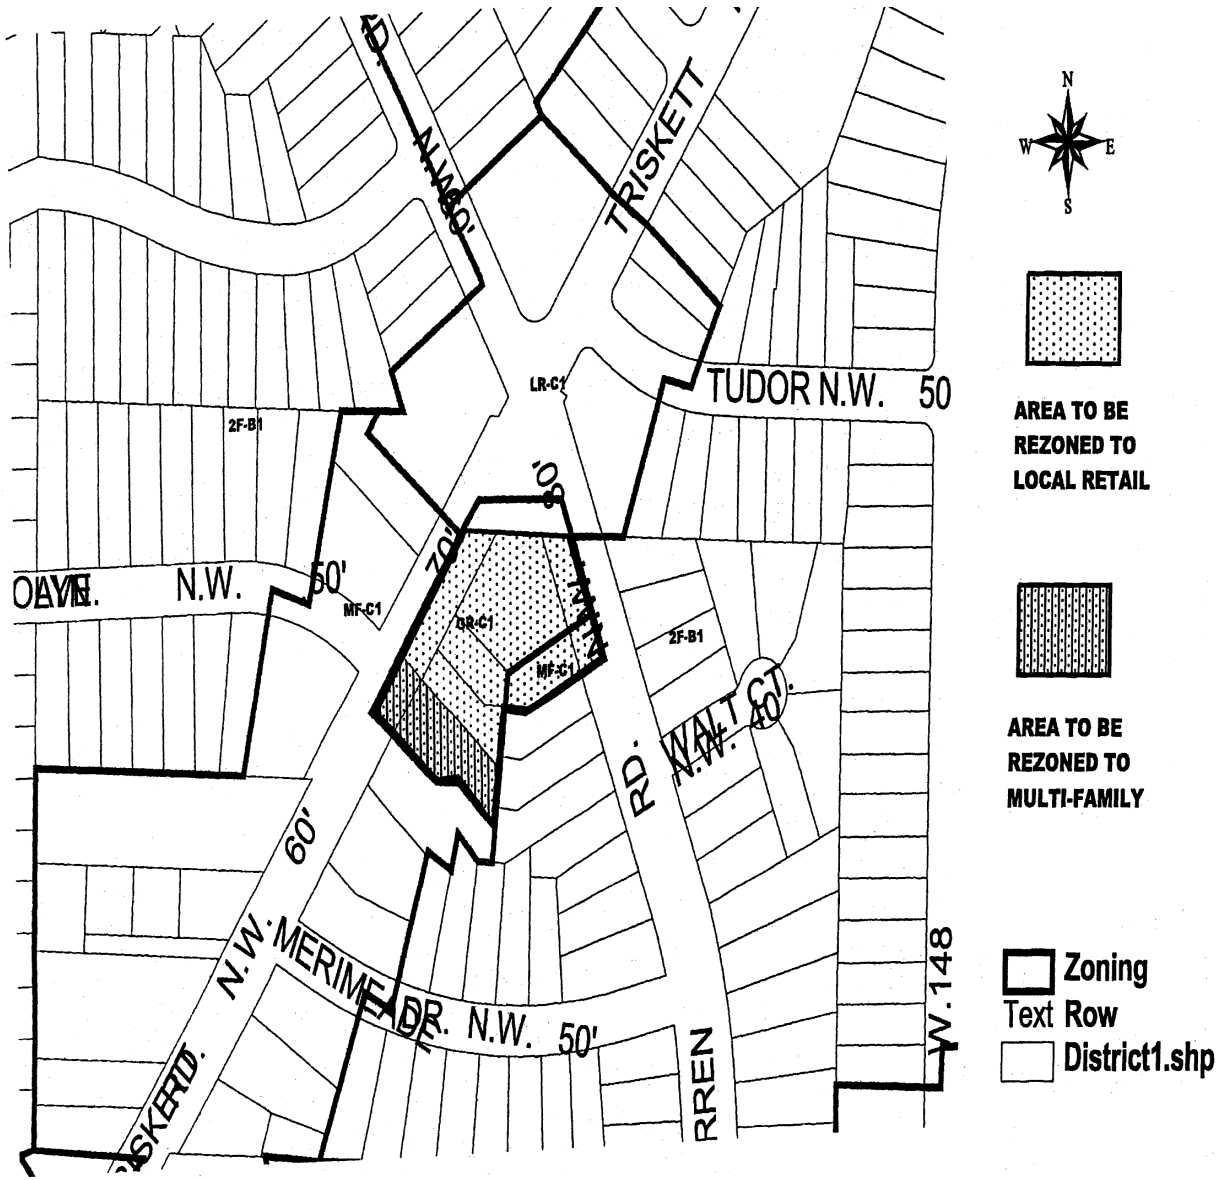 D.
N.W.
60'
TRISKETT
N
W
E
S
LR-C1
TUDOR N.W. 50
2F-B1
AREA TO BE
REZONED TO
LOCAL RETAIL
80'
70'
N.W.
50'
MF-C1
GR-C1
N.W.
2F-B1
MF-C1
WALT CT.
N.W. 40'
RD.
AREA TO BE
REZONED TO
MULTI-FAMILY
60'
N.W.
MERIMEADE DR. N.W. 50'
W.148
RREN
Zoning
Text Row
District1.shp